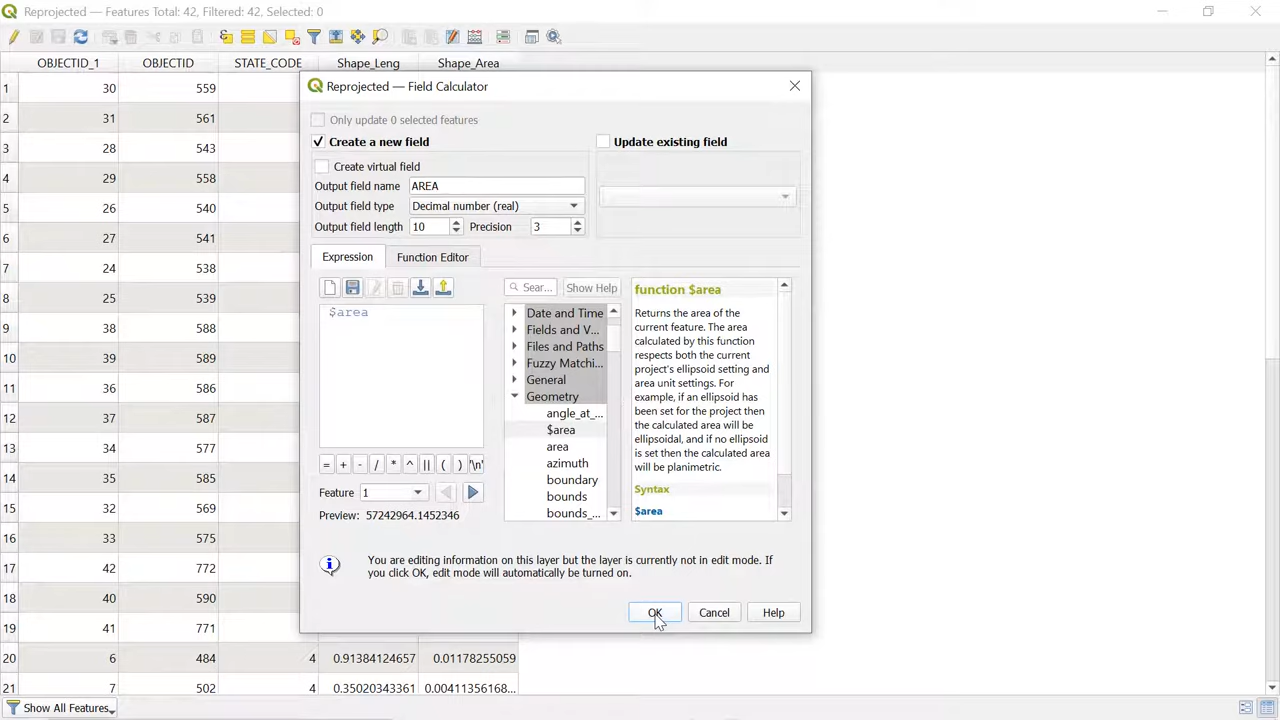 Reprojected — Features Total: 42, Filtered: 42, Selected: 0
OBJECTID_1 OBJECTID STATE_CODE Shape_Leng Shape_Area
1 30 559
2 31 561
3 28 543
4 29 558
5 26 540
6 27 541
7 24 538
8 25 539
9 38 588
10 39 589
11 36 586
12 37 587
13 34 577
14 35 585
15 32 569
16 33 575
17 42 772
18 40 590
19 41 771
20 6 484 4 0.91384124657 0.01178255059
21 7 502 4 0.35020343361 0.00411356168...
Show All Features
Reprojected — Field Calculator
Only update 0 selected features
Create a new field
Update existing field
Create virtual field
Output field name AREA
Output field type Decimal number (real)
Output field length 10 Precision 3
Expression Function Editor
Sear... Show Help
$area
= + - / * ^ || ( ) '\n'
Feature 1
Preview: 57242964.1452346
Date and Time
Fields and V...
Files and Paths
Fuzzy Matchi...
General
Geometry
angle_at_...
$area
area
azimuth
boundary
bounds
bounds_...
function $area
Returns the area of the
current feature. The area
calculated by this function
respects both the current
project's ellipsoid setting and
area unit settings. For
example, if an ellipsoid has
been set for the project then
the calculated area will be
ellipsoidal, and if no ellipsoid
is set then the calculated area
will be planimetric.
Syntax
$area
You are editing information on this layer but the layer is currently not in edit mode. If
you click OK, edit mode will automatically be turned on.
OK Cancel Help